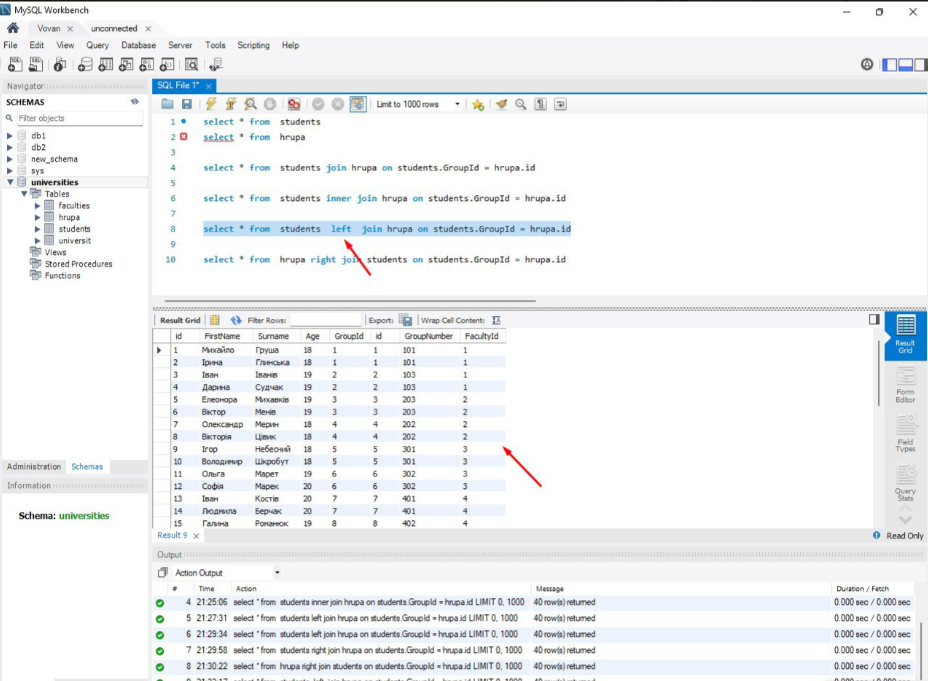 MySQL Workbench
Vovan
unconnected
File Edit View Query Database Server Tools Scripting Help
Navigator
SQL File 1*
SCHEMAS
Filter objects
Limit to 1000 rows
db1
db2
new_schema
sys
universities
Tables
faculties
hrupa
students
universit
Views
Stored Procedures
Functions
1 select * from students
2 select * from hrupa
3
4 select * from students join hrupa on students.GroupId = hrupa.id
5
6 select * from students inner join hrupa on students.GroupId = hrupa.id
7
8 select * from students left join hrupa on students.GroupId = hrupa.id
9
10 select * from hrupa right join students on students.GroupId = hrupa.id
Result Grid Filter Rows: Export: Wrap Cell Content:
id FirstName Surname Age GroupId id GroupNumber FacultyId
1 Михайло Груша 18 1 1 101 1
2 Ірина Глинська 18 1 1 101 1
3 Іван Іванів 19 2 2 103 1
4 Дарина Судчак 19 2 2 103 1
5 Елеонора Михавків 19 3 3 203 2
6 Віктор Менів 19 3 3 203 2
7 Олександр Мерин 18 4 4 202 2
8 Вікторія Цівик 18 4 4 202 2
9 Ігор Небесний 18 5 5 301 3
10 Володимир Шкробут 18 5 5 301 3
11 Ольга Марет 19 6 6 302 3
12 Софія Марек 20 6 6 302 3
13 Іван Костів 20 7 7 401 4
14 Людмила Берчак 20 7 7 401 4
15 Галина Романюк 19 8 8 402 4
Result Grid
Form Editor
Field Types
Query Stats
Administration Schemas
Information
Schema: universities
Result 9
Read Only
Output
Action Output
# Time Action Message Duration / Fetch
4 21:25:06 select * from students inner join hrupa on students.GroupId = hrupa.id LIMIT 0, 1000 40 row(s) returned 0.000 sec / 0.000 sec
5 21:27:31 select * from students left join hrupa on students.GroupId = hrupa.id LIMIT 0, 1000 40 row(s) returned 0.000 sec / 0.000 sec
6 21:29:34 select * from students left join hrupa on students.GroupId = hrupa.id LIMIT 0, 1000 40 row(s) returned 0.000 sec / 0.000 sec
7 21:29:58 select * from students right join hrupa on students.GroupId = hrupa.id LIMIT 0, 1000 40 row(s) returned 0.000 sec / 0.000 sec
8 21:30:22 select * from hrupa right join students on students.GroupId = hrupa.id LIMIT 0, 1000 40 row(s) returned 0.000 sec / 0.000 sec